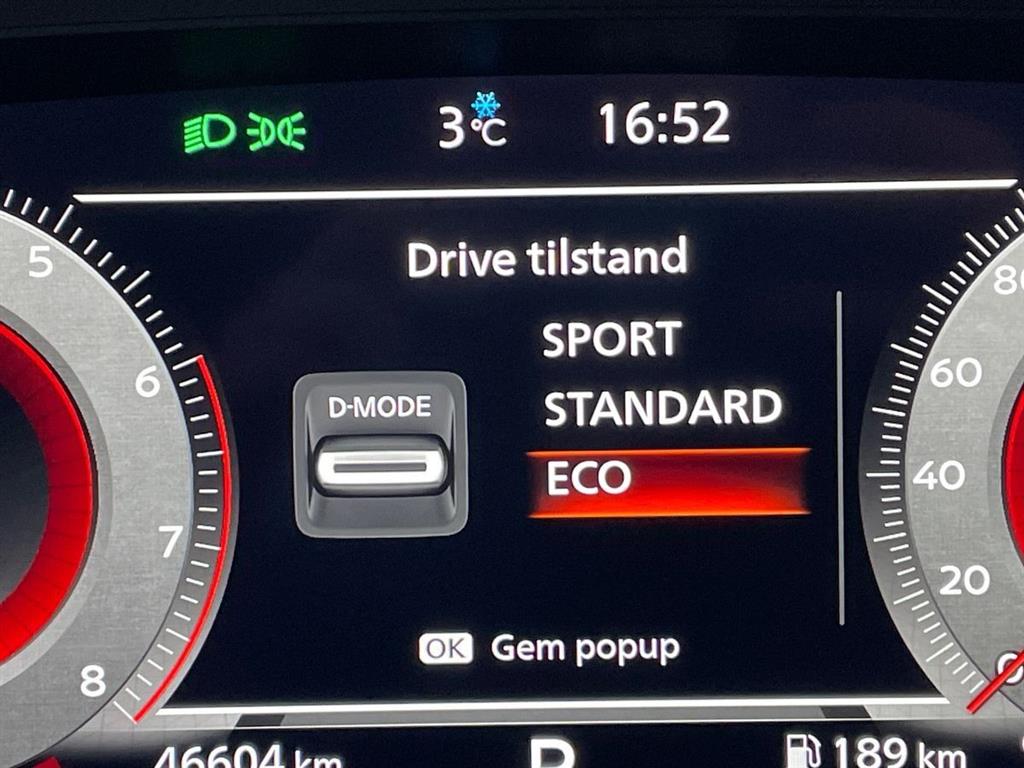 3°C 16:52
Drive tilstand
SPORT
D-MODE
STANDARD
ECO
OK Gem popup
5
6
7
8
60
40
20
0
46604 km P 189 km